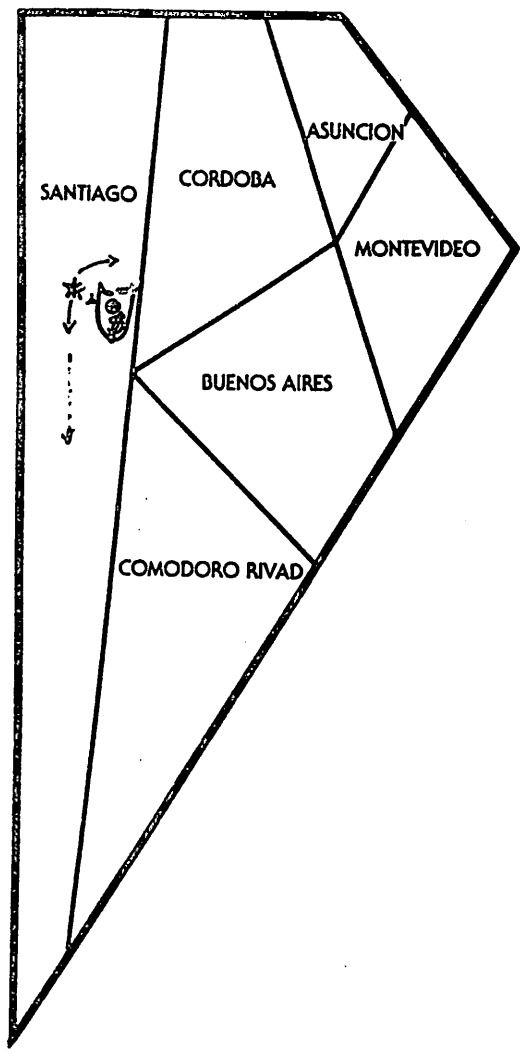 ASUNCION
CORDOBA
SANTIAGO
MONTEVIDEO
BUENOS AIRES
COMODORO RIVAD